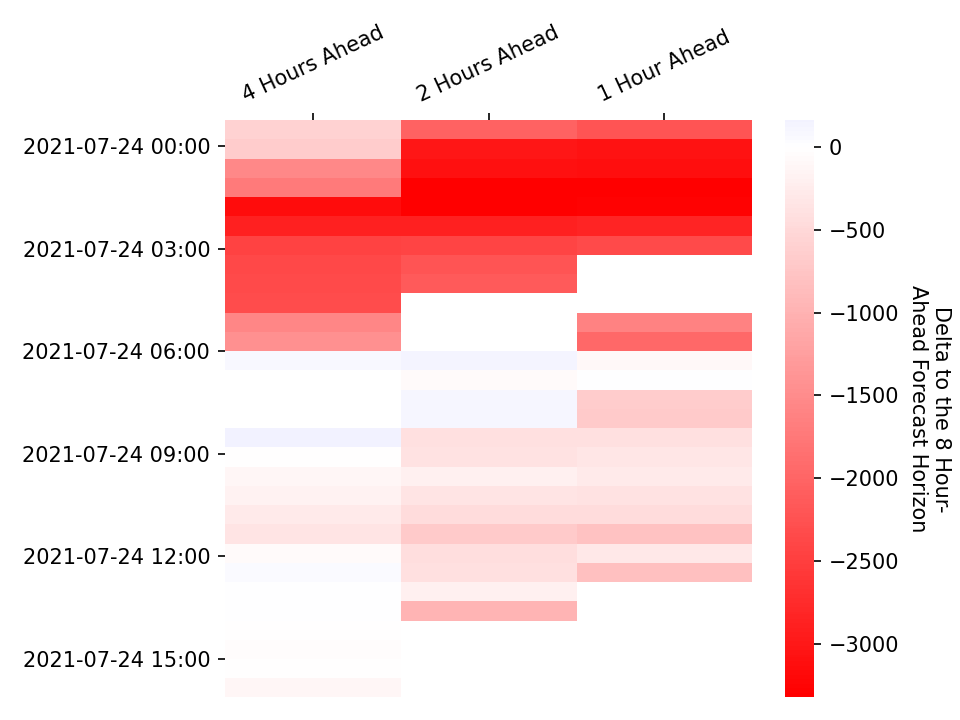 4 Hours Ahead
2 Hours Ahead
1 Hour Ahead
2021-07-24 00:00
2021-07-24 03:00
2021-07-24 06:00
2021-07-24 09:00
2021-07-24 12:00
2021-07-24 15:00
0
−500
−1000
−1500
−2000
−2500
−3000
Delta to the 8 Hour-
Ahead Forecast Horizon